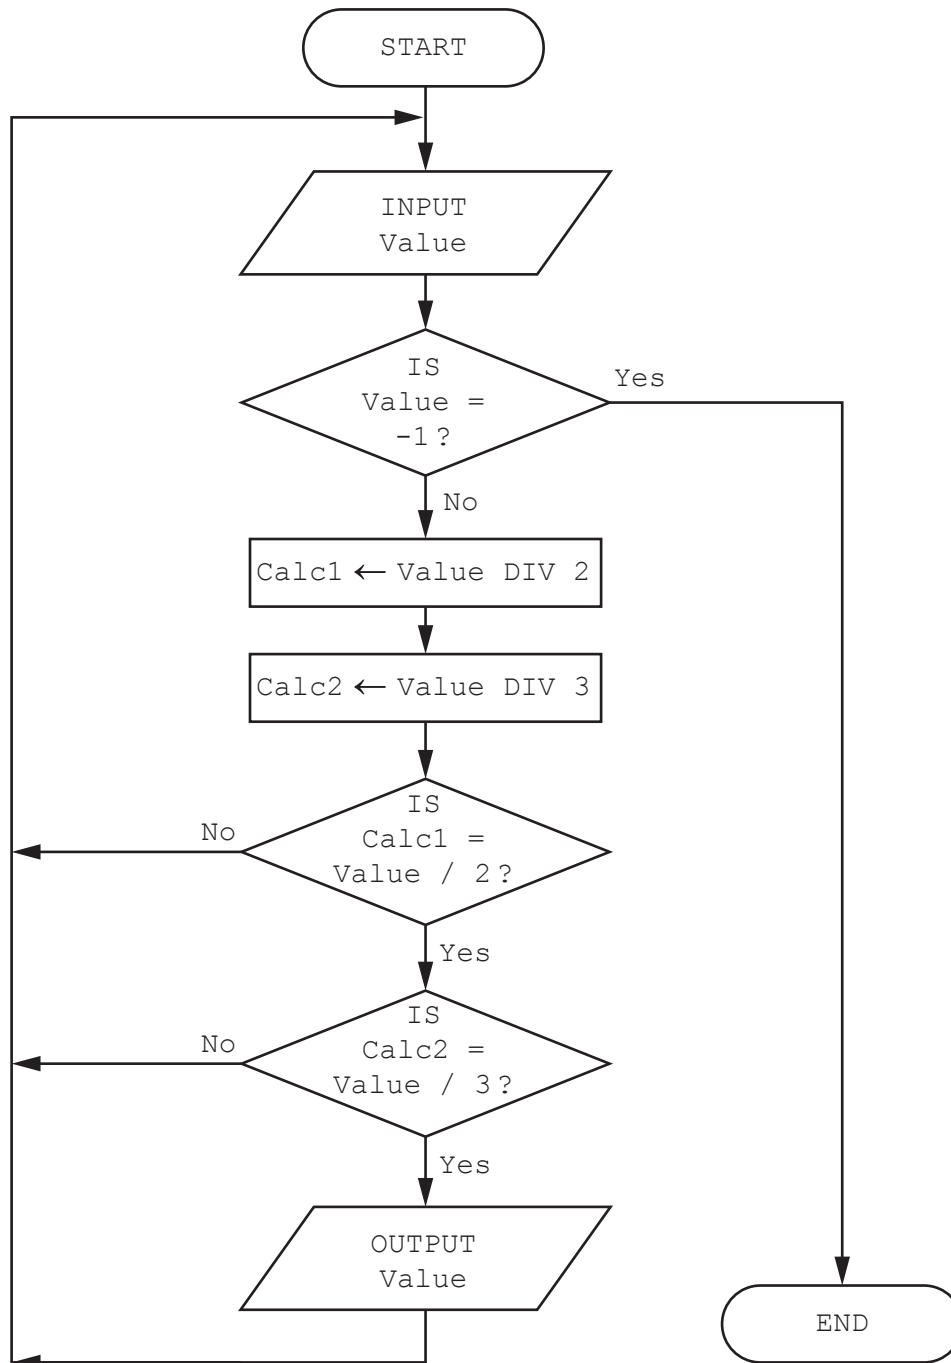 START
INPUT
Value
IS
Value =
-1?
Yes
No
Calc1 ← Value DIV 2
Calc2 ← Value DIV 3
IS
Calc1 =
Value / 2?
No
Yes
IS
Calc2 =
Value / 3?
No
Yes
OUTPUT
Value
END